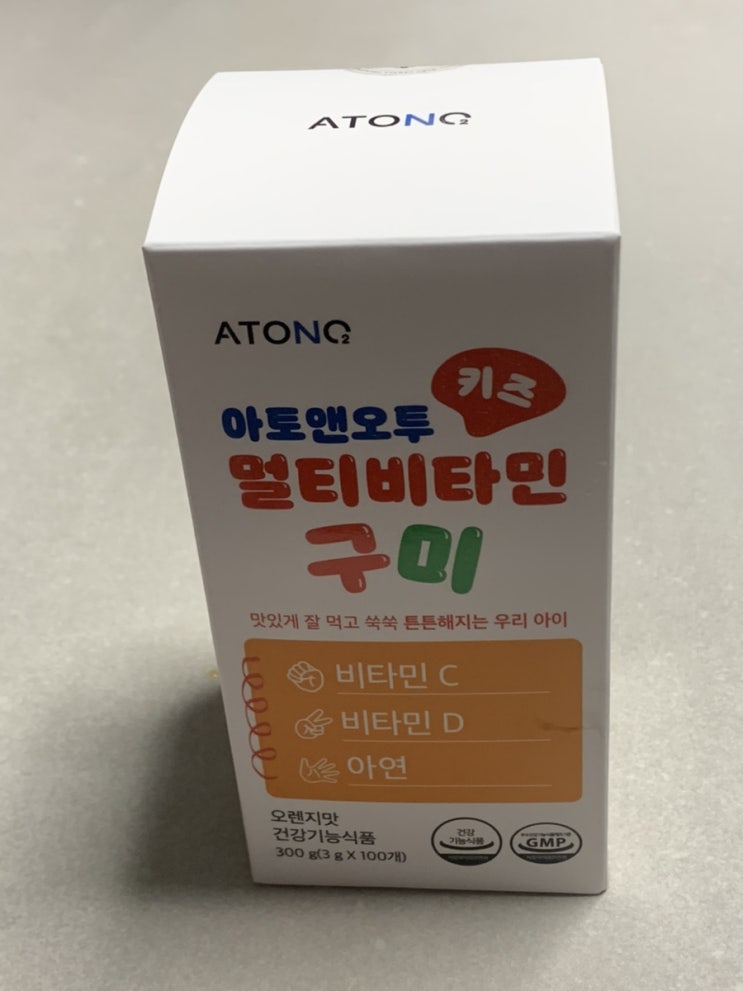 ATONO2
ATONO2
키즈
아토앤오투
멀티비타민
구미
맛있게 잘 먹고 쑥쑥 튼튼해지는 우리 아이
비타민 C
비타민 D
아연
오렌지맛
건강기능식품
300 g(3 g X 100개)
건강
기능식품
GMP